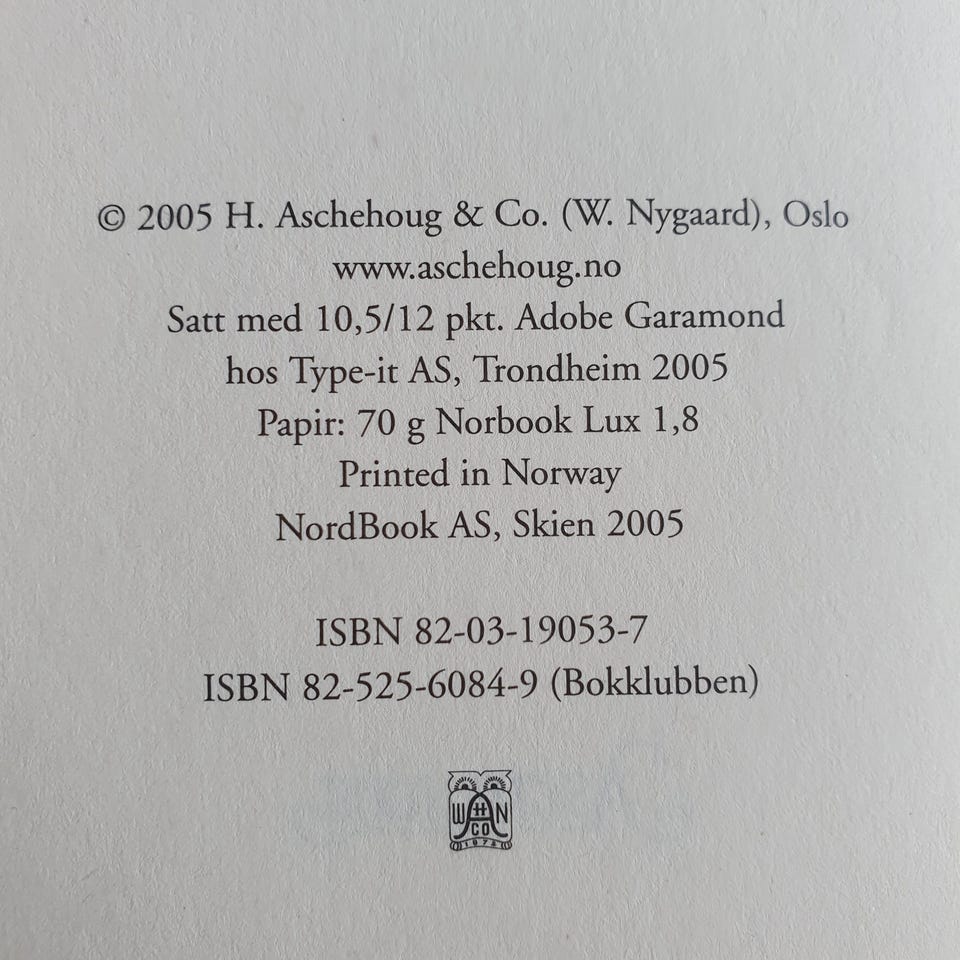 © 2005 H. Aschehoug & Co. (W. Nygaard), Oslo
www.aschehoug.no
Satt med 10,5/12 pkt. Adobe Garamond
hos Type-it AS, Trondheim 2005
Papir: 70 g Norbook Lux 1,8
Printed in Norway
NordBook AS, Skien 2005
ISBN 82-03-19053-7
ISBN 82-525-6084-9 (Bokklubben)
W H N
CO
1872